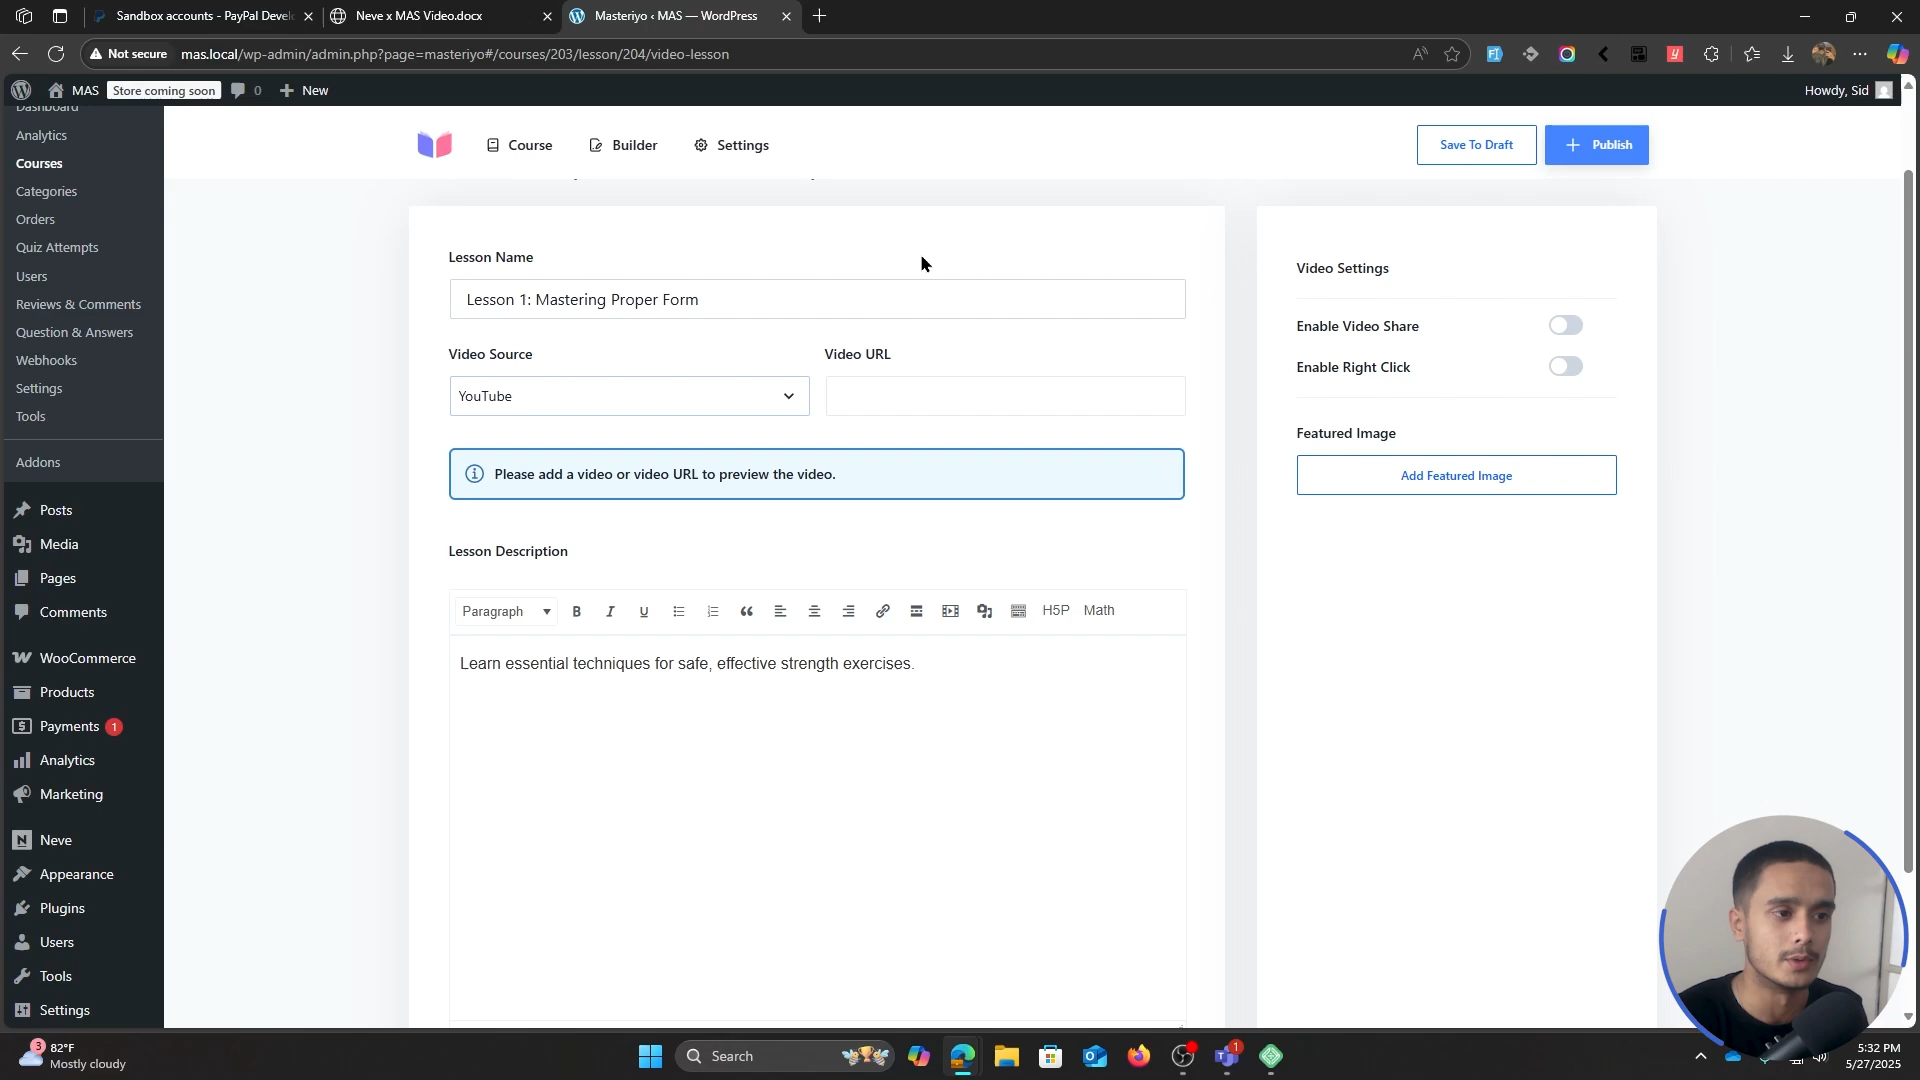 Sandbox accounts - PayPal Develo
Neve x MAS Video.docx
Masteriyo ‹ MAS — WordPress
Not secure
mas.local/wp-admin/admin.php?page=masteriyo#/courses/203/lesson/204/video-lesson
MAS
Store coming soon
0
New
Howdy, Sid
Dashboard
Analytics
Courses
Categories
Orders
Quiz Attempts
Users
Reviews & Comments
Question & Answers
Webhooks
Settings
Tools
Addons
Posts
Media
Pages
Comments
WooCommerce
Products
Payments 1
Analytics
Marketing
Neve
Appearance
Plugins
Users
Tools
Settings
Course
Builder
Settings
Save To Draft
Publish
Lesson Name
Lesson 1: Mastering Proper Form
Video Source
Video URL
YouTube
Please add a video or video URL to preview the video.
Lesson Description
Paragraph
B
I
U
H5P
Math
Learn essential techniques for safe, effective strength exercises.
Video Settings
Enable Video Share
Enable Right Click
Featured Image
Add Featured Image
3
82°F
Mostly cloudy
Search
1
5:32 PM
5/27/2025